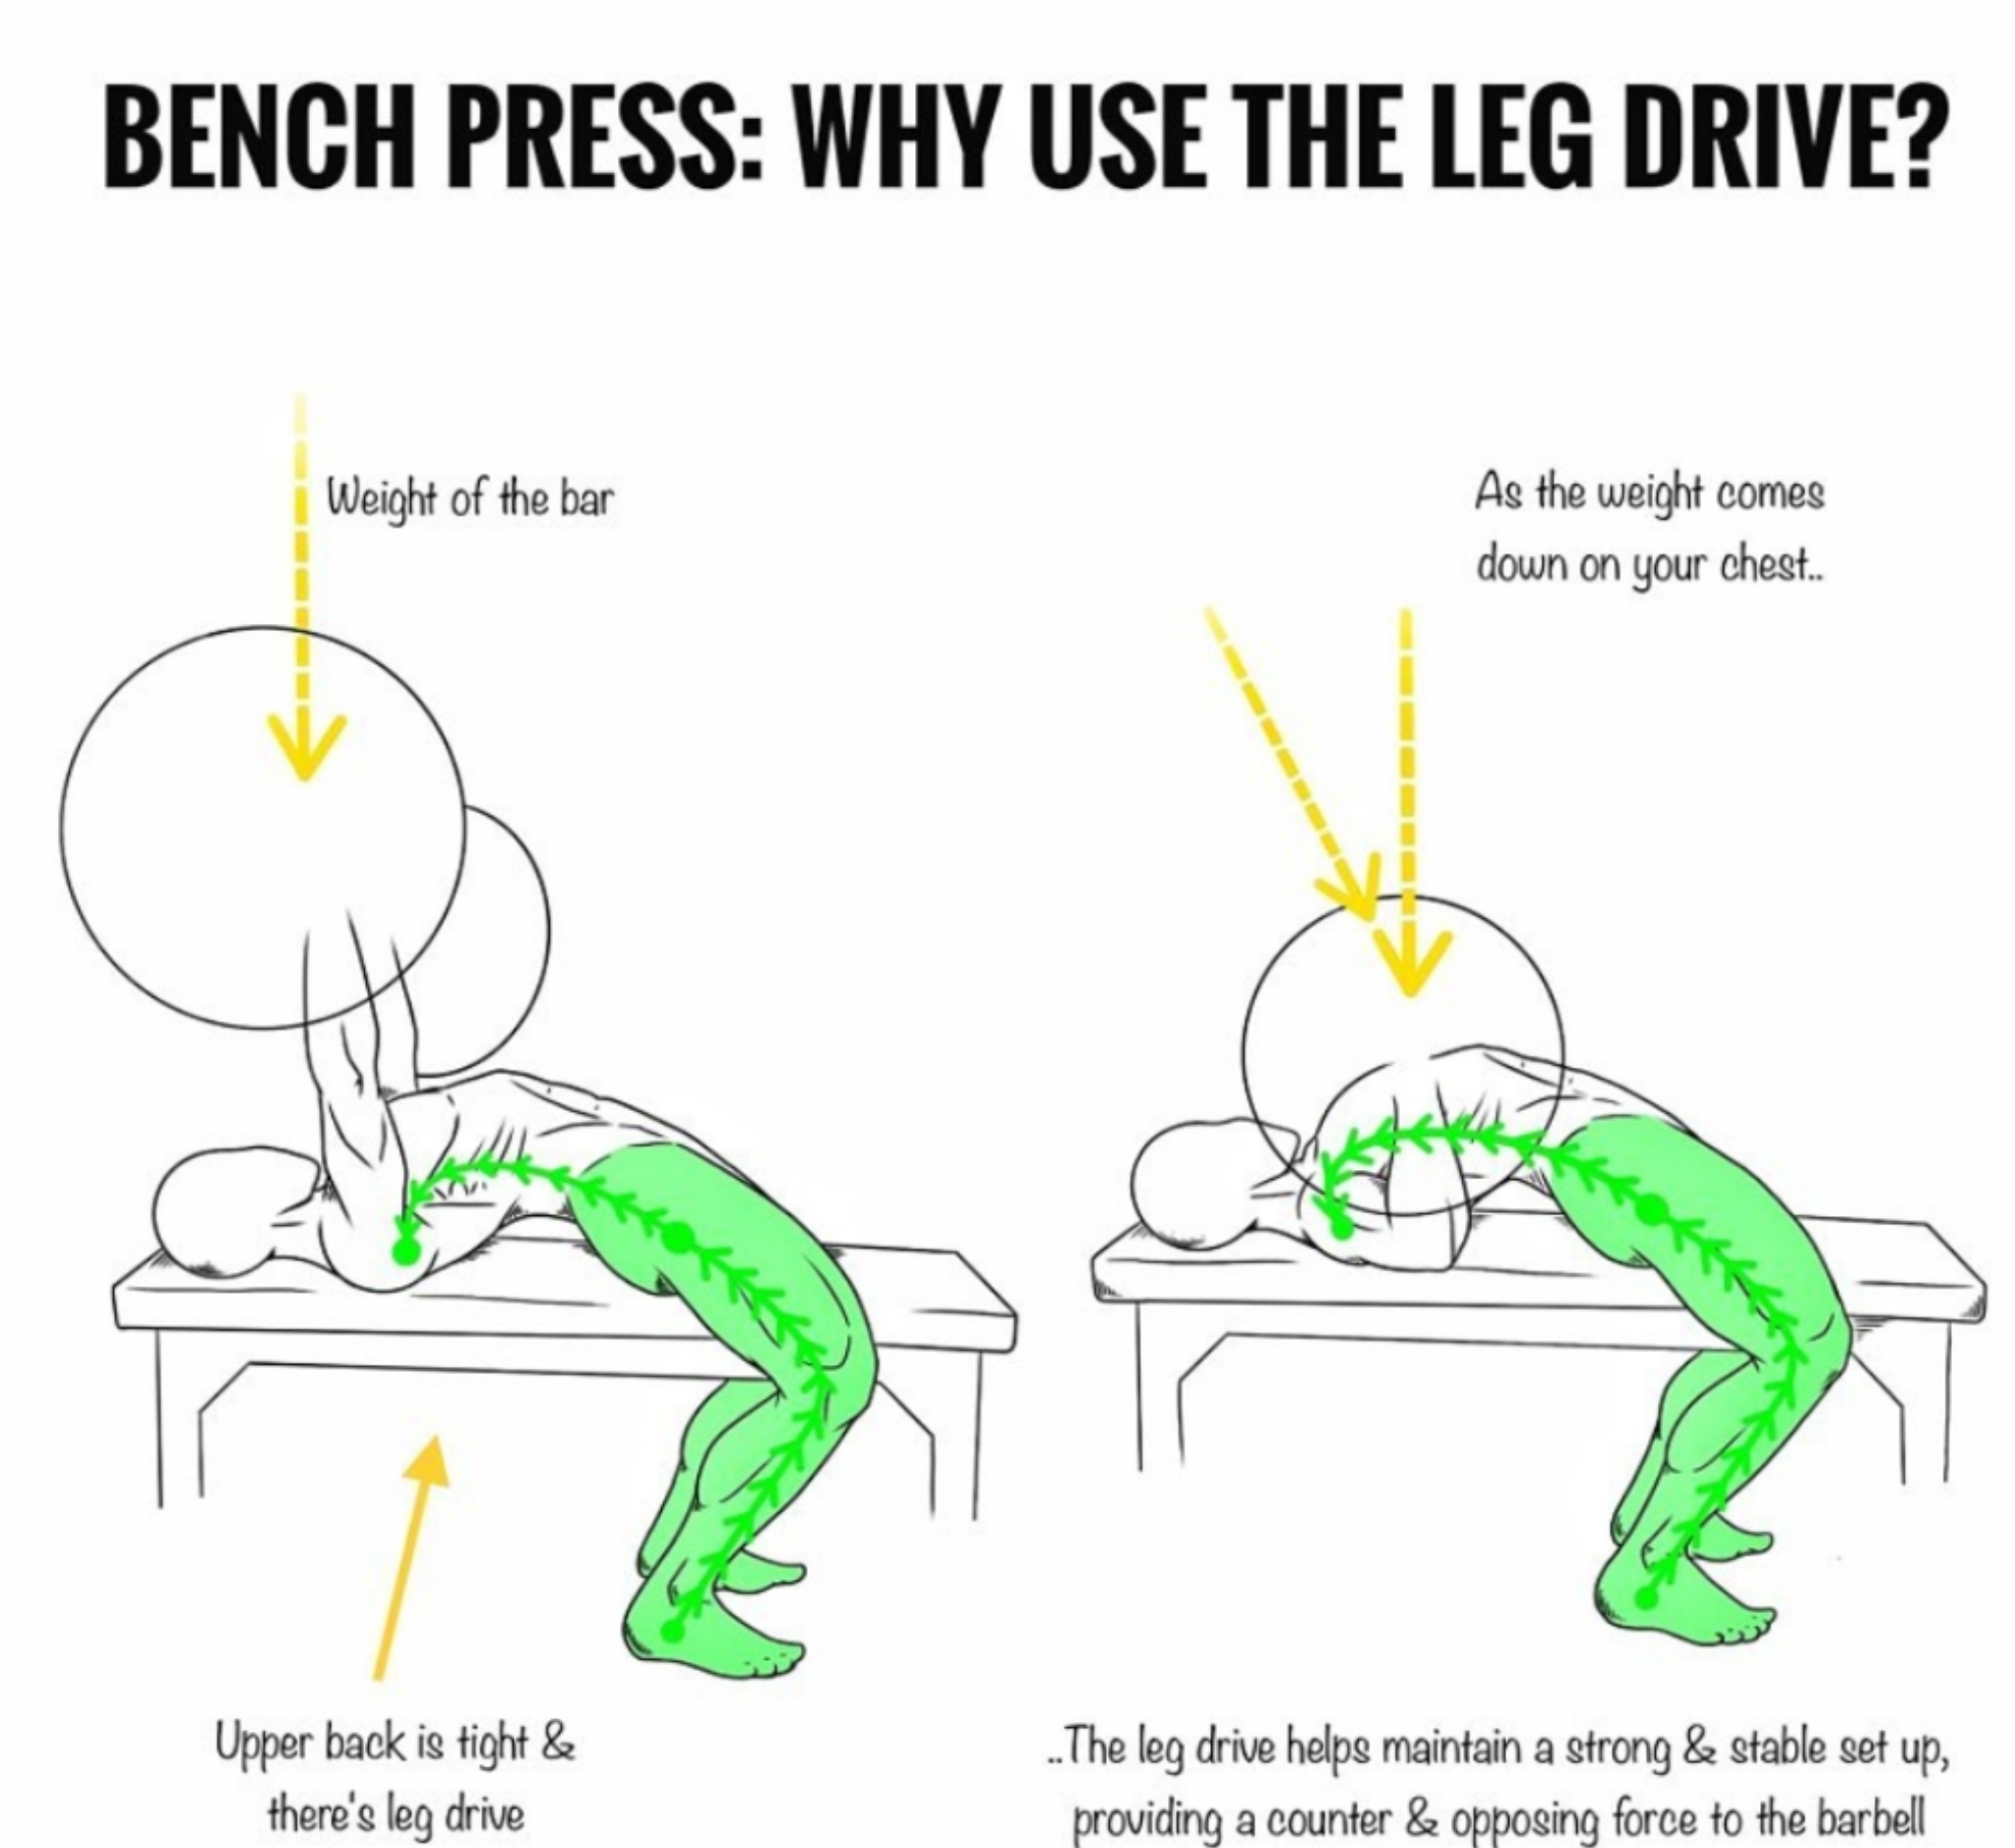 BENCH PRESS: WHY USE THE LEG DRIVE?
Weight of the bar
As the weight comes
down on your chest..
Upper back is tight &
there's leg drive
..The leg drive helps maintain a strong & stable set up,
providing a counter & opposing force to the barbell